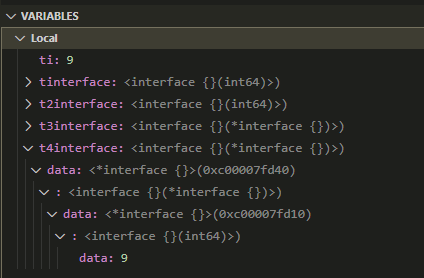 VARIABLES
Local
ti: 9
tinterface: <interface {}(int64)>)
t2interface: <interface {}(int64)>)
t3interface: <interface {}(*interface {})>)
t4interface: <interface {}(*interface {})>)
data: <*interface {}>(0xc00007fd40)
: <interface {}(*interface {})>)
data: <*interface {}>(0xc00007fd10)
: <interface {}(int64)>)
data: 9